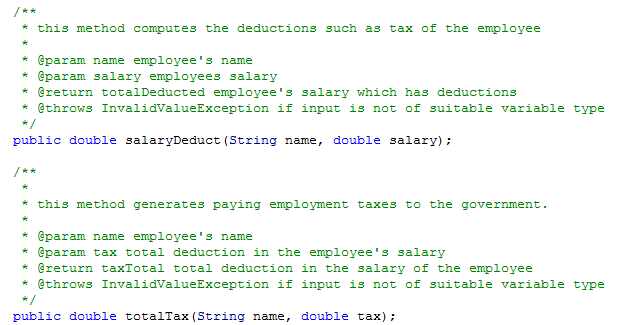 /**
* this method computes the deductions such as tax of the employee
*
* @param name employee's name
* @param salary employees salary
* @return totalDeducted employee's salary which has deductions
* @throws InvalidValueException if input is not of suitable variable type
*/
public double salaryDeduct(String name, double salary);
/**
*
* this method generates paying employment taxes to the government.
*
* @param name employee's name
* @param tax total deduction in the employee's salary
* @return taxTotal total deduction in the salary of the employee
* @throws InvalidValueException if input is not of suitable variable type
*/
public double totalTax(String name, double tax);